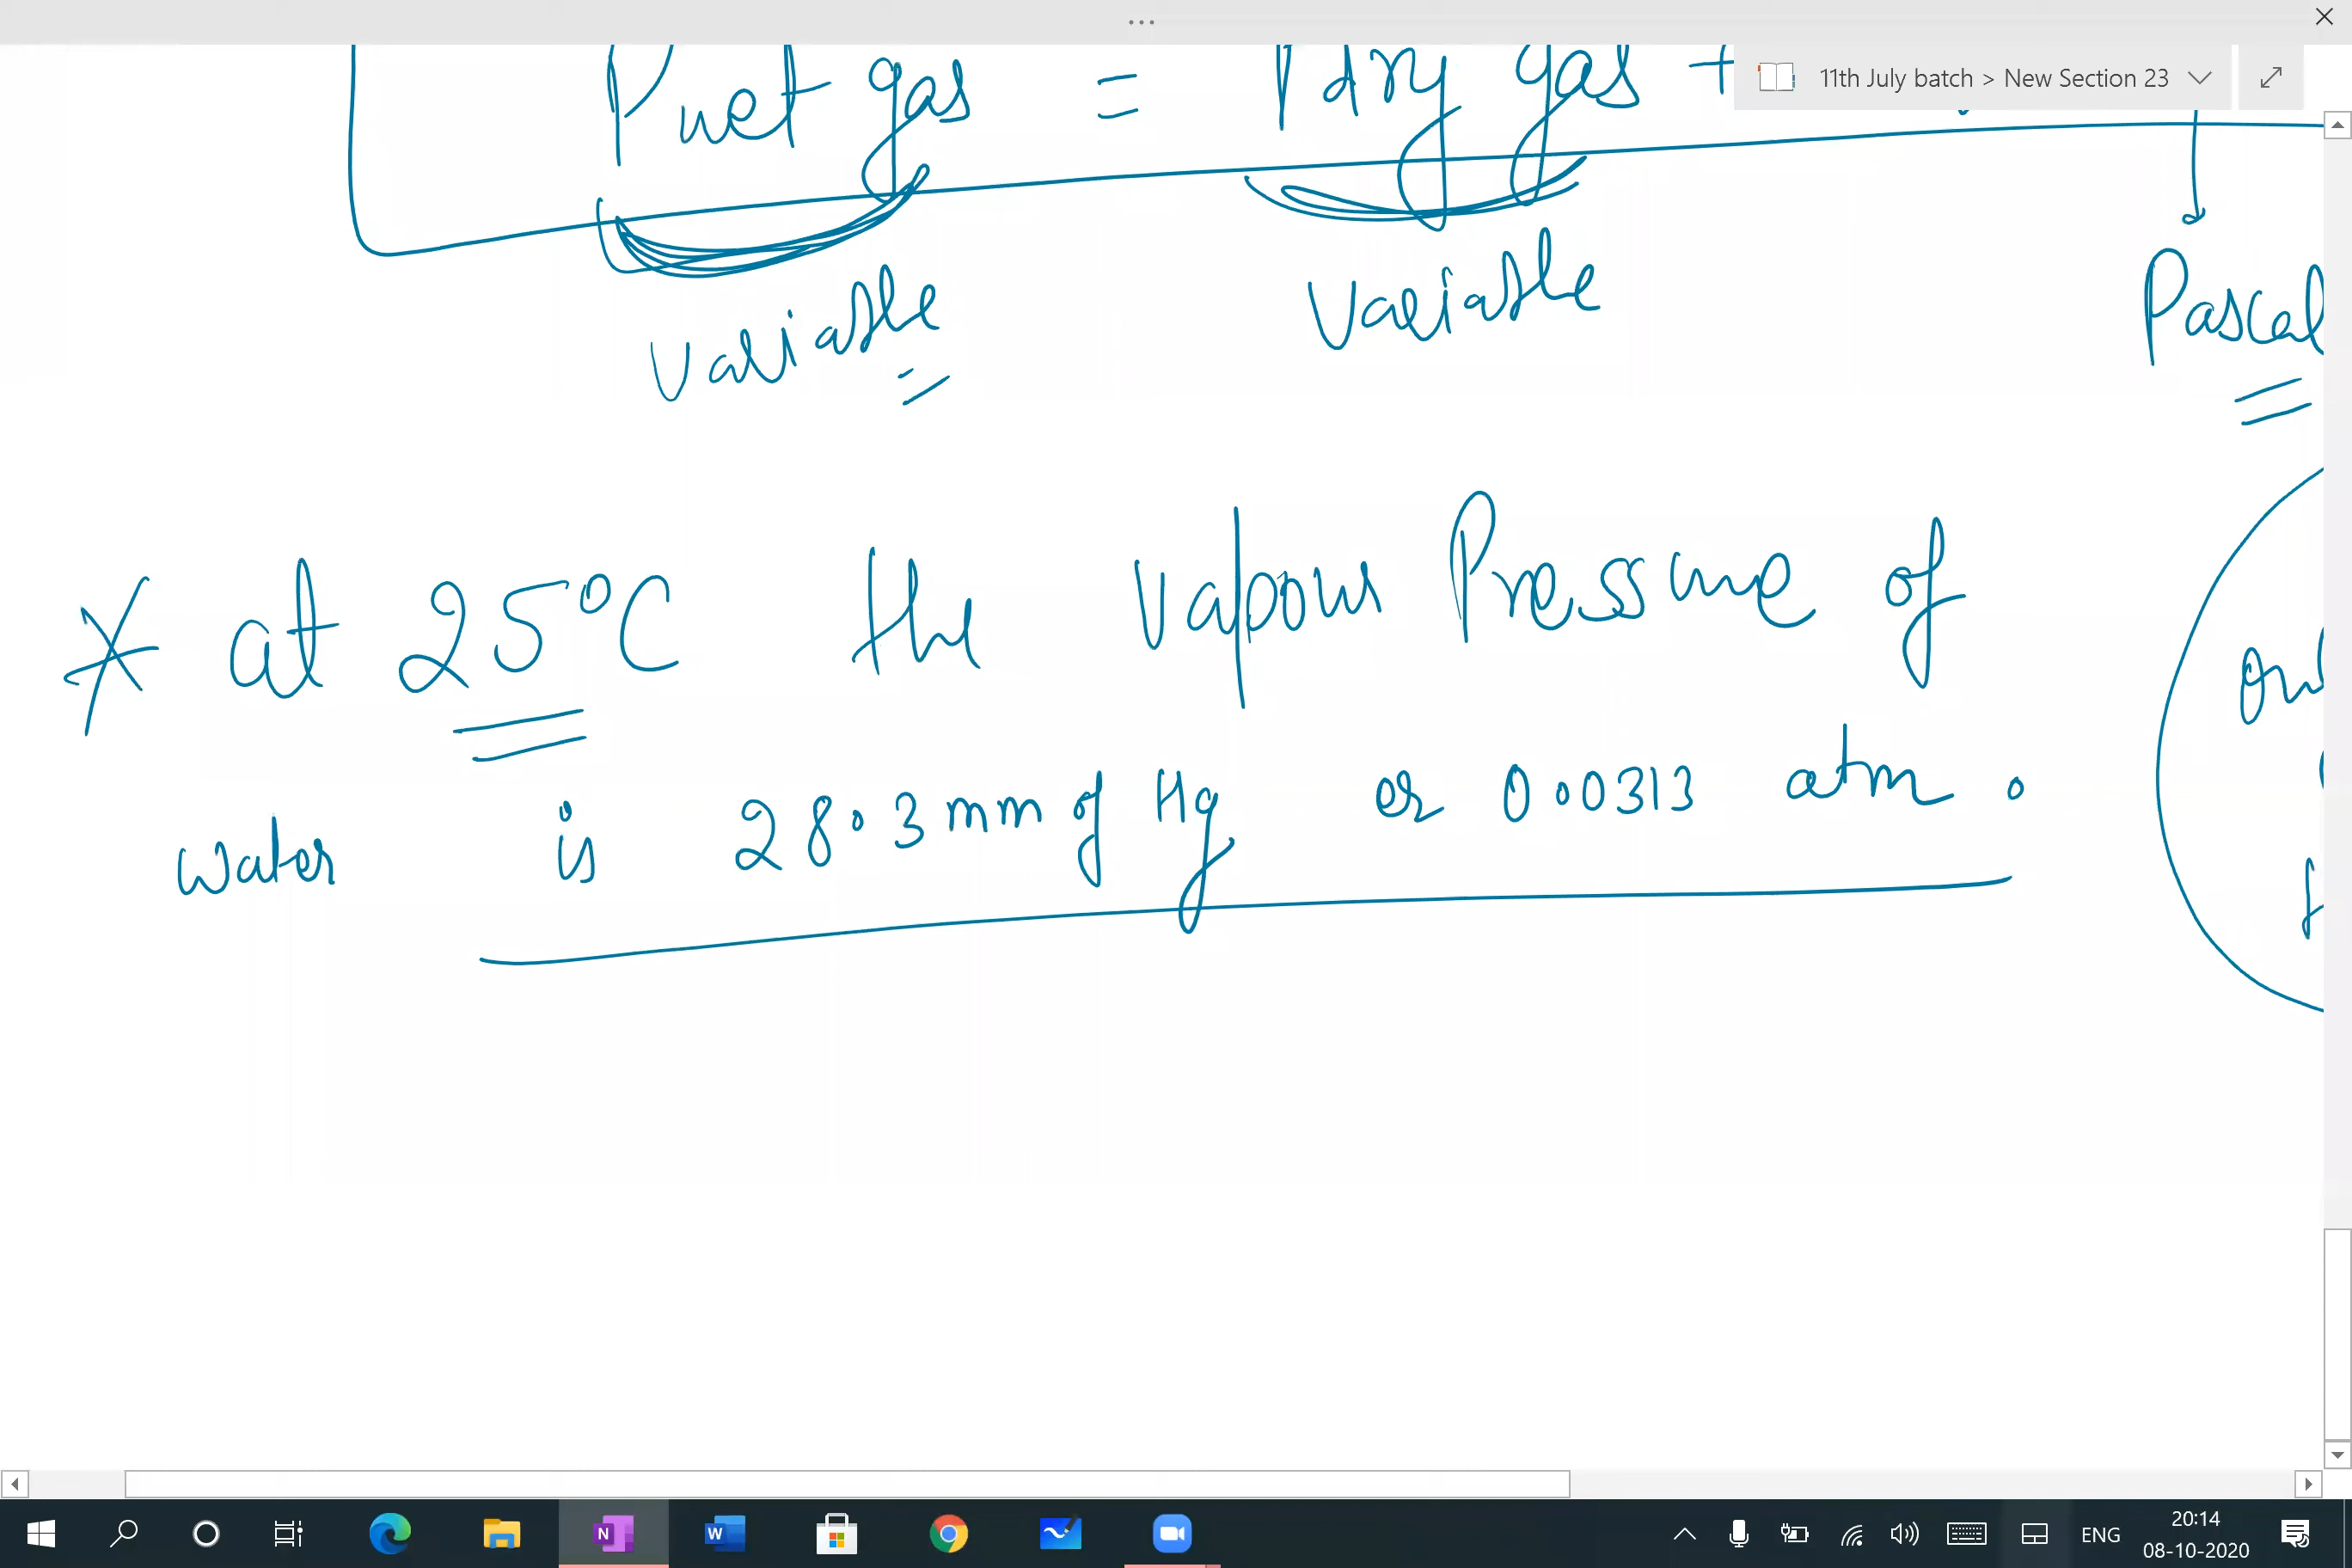 11th July batch > New Section 23
Pwet gas = Pdry gas +
Variable Variable Pascal
* at 25°C the vapour Pressure of
water is 28.3 mm of Hg or 0.0313 atm.
W
N
ENG
20:14
08-10-2020